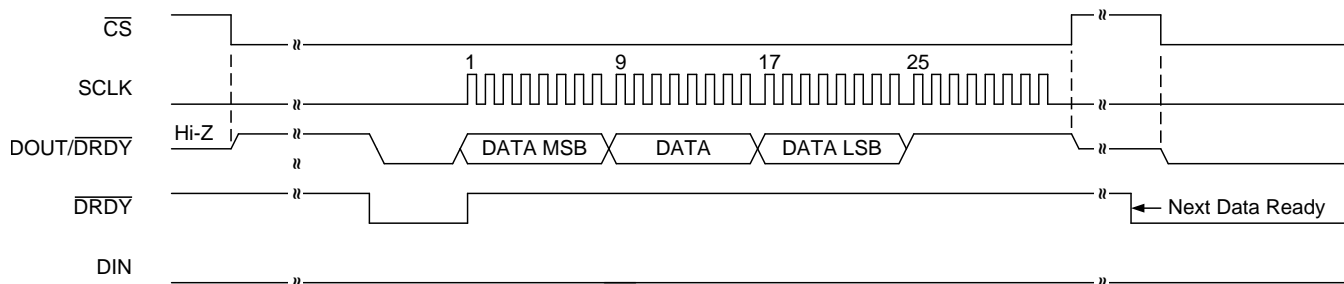 CS
1 9 17 25
SCLK
Hi-Z
DOUT/DRDY
DATA MSB DATA DATA LSB
DRDY
Next Data Ready
DIN